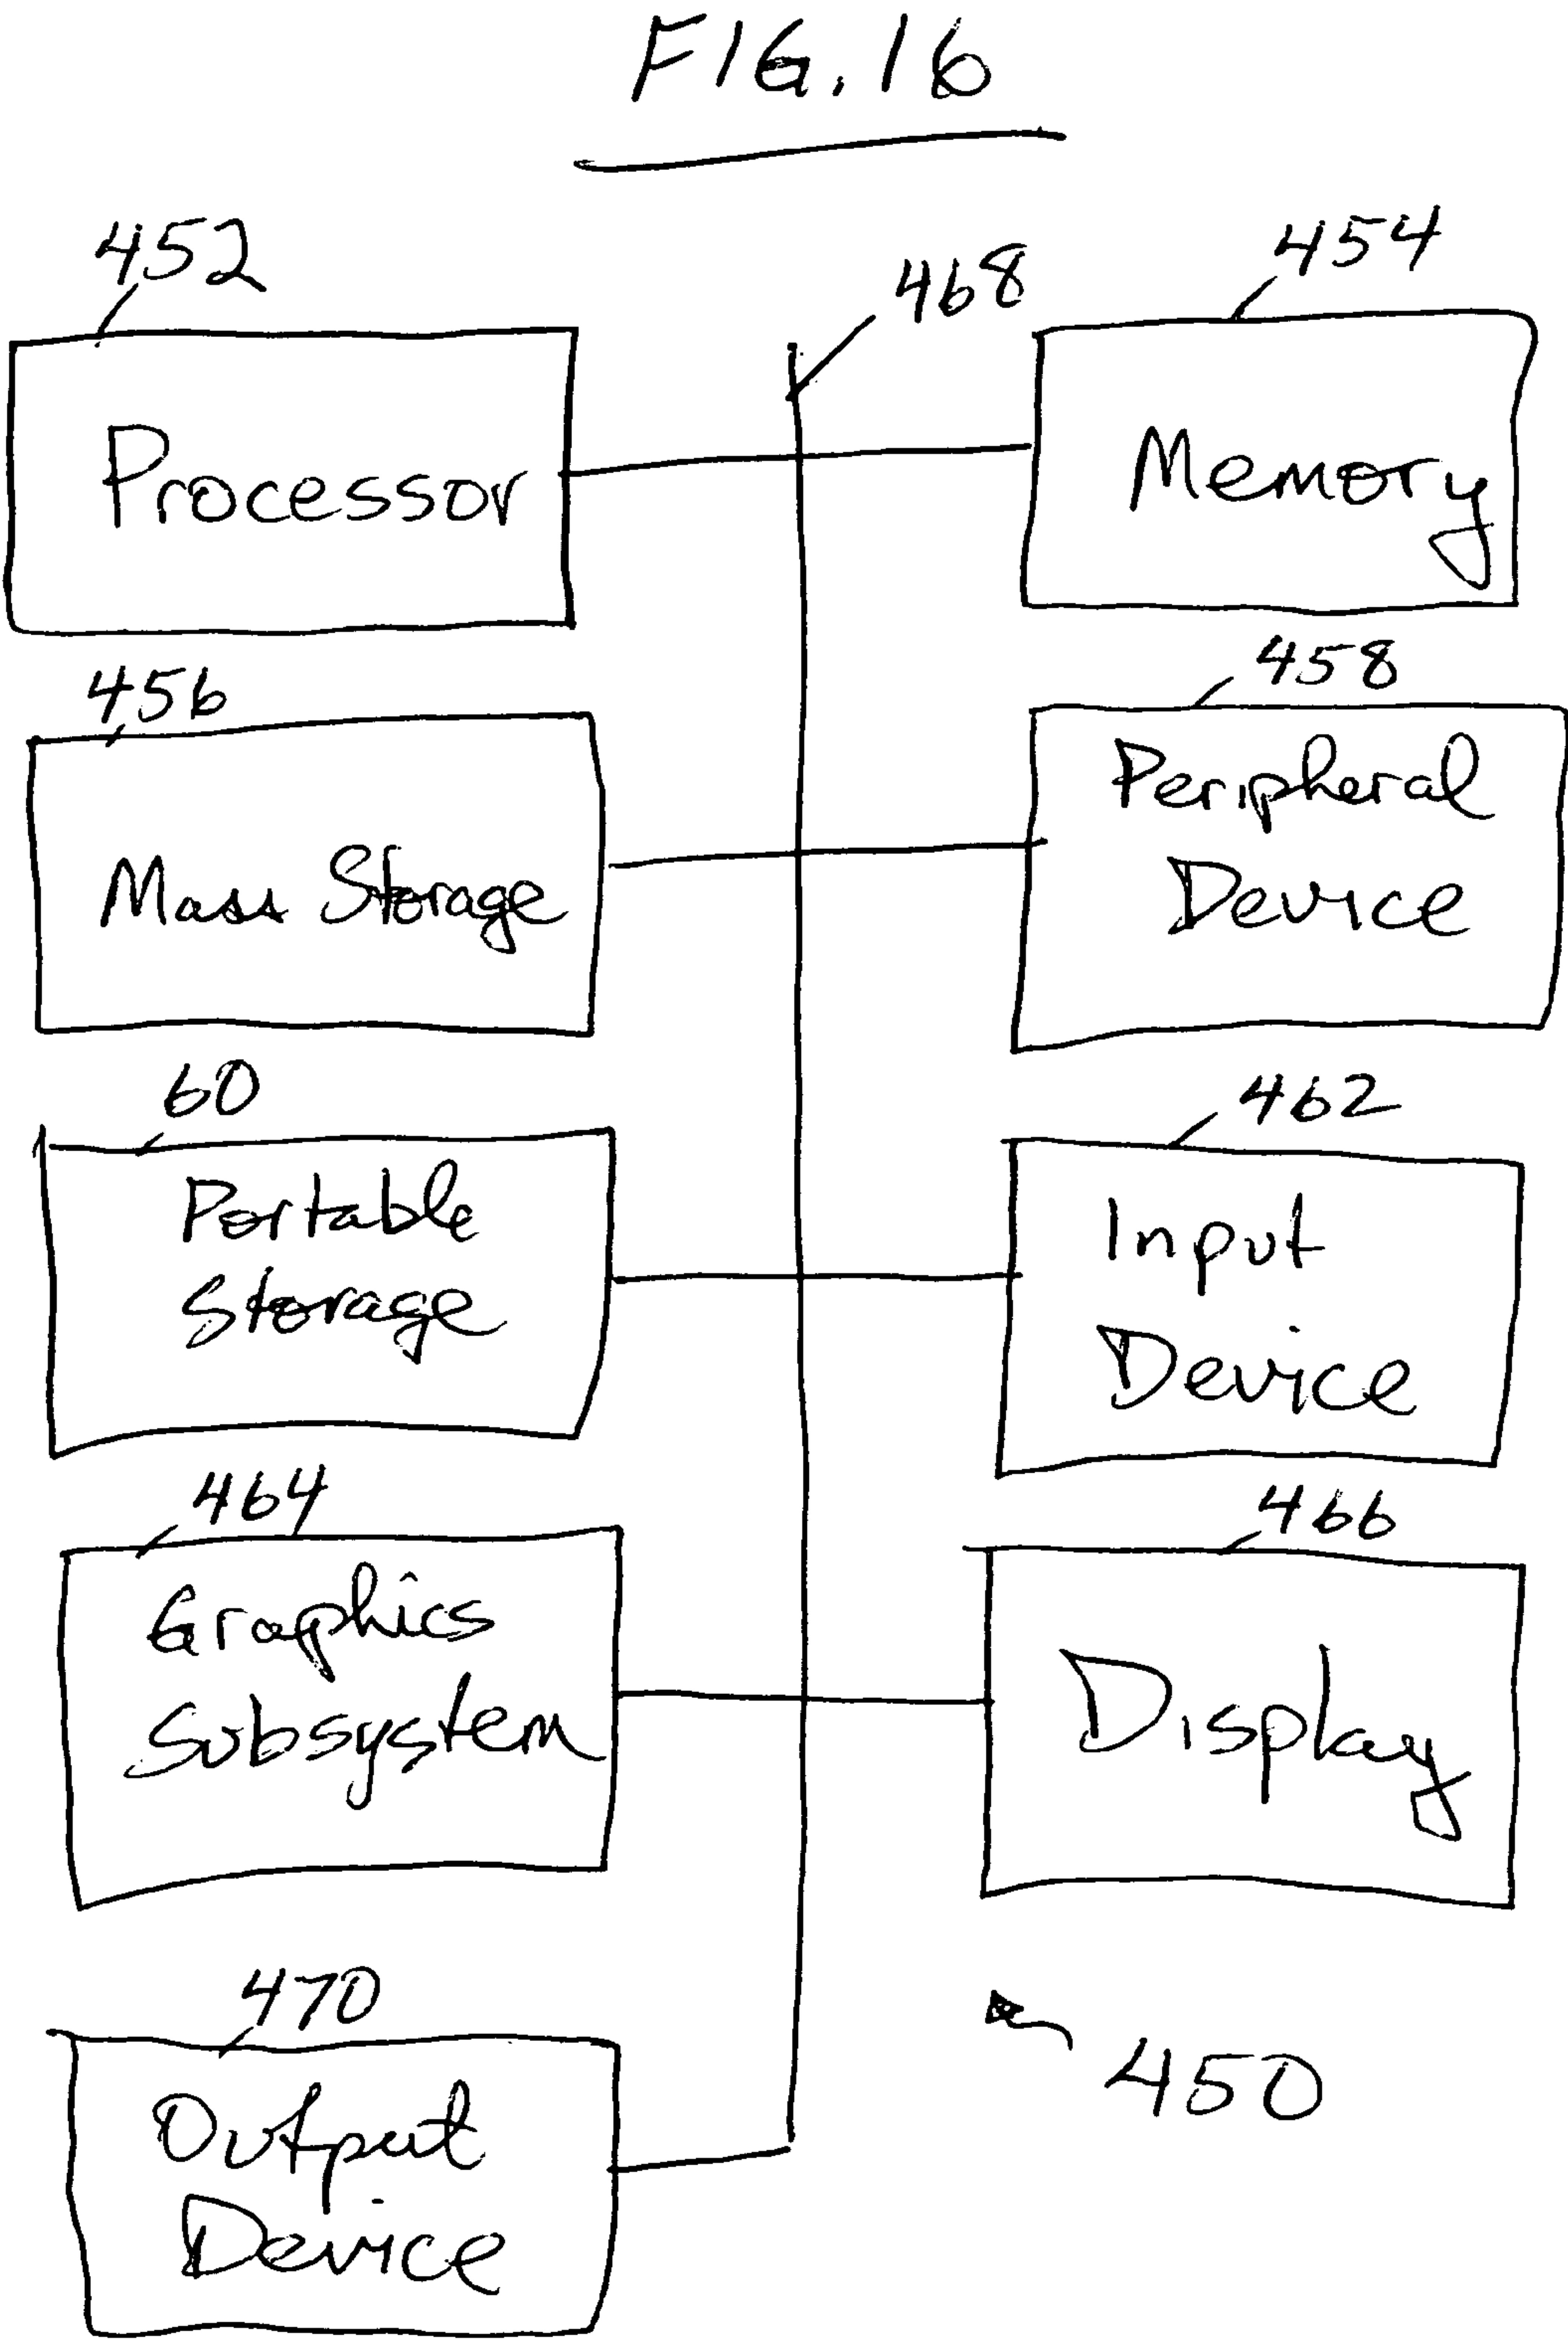 FIG. 16
452
468
454
Processor
Memory
456
458
Mass Storage
Peripheral
Device
60
462
Portable
Storage
Input
Device
464
466
Graphics
Subsystem
Display
470
450
Output
Device